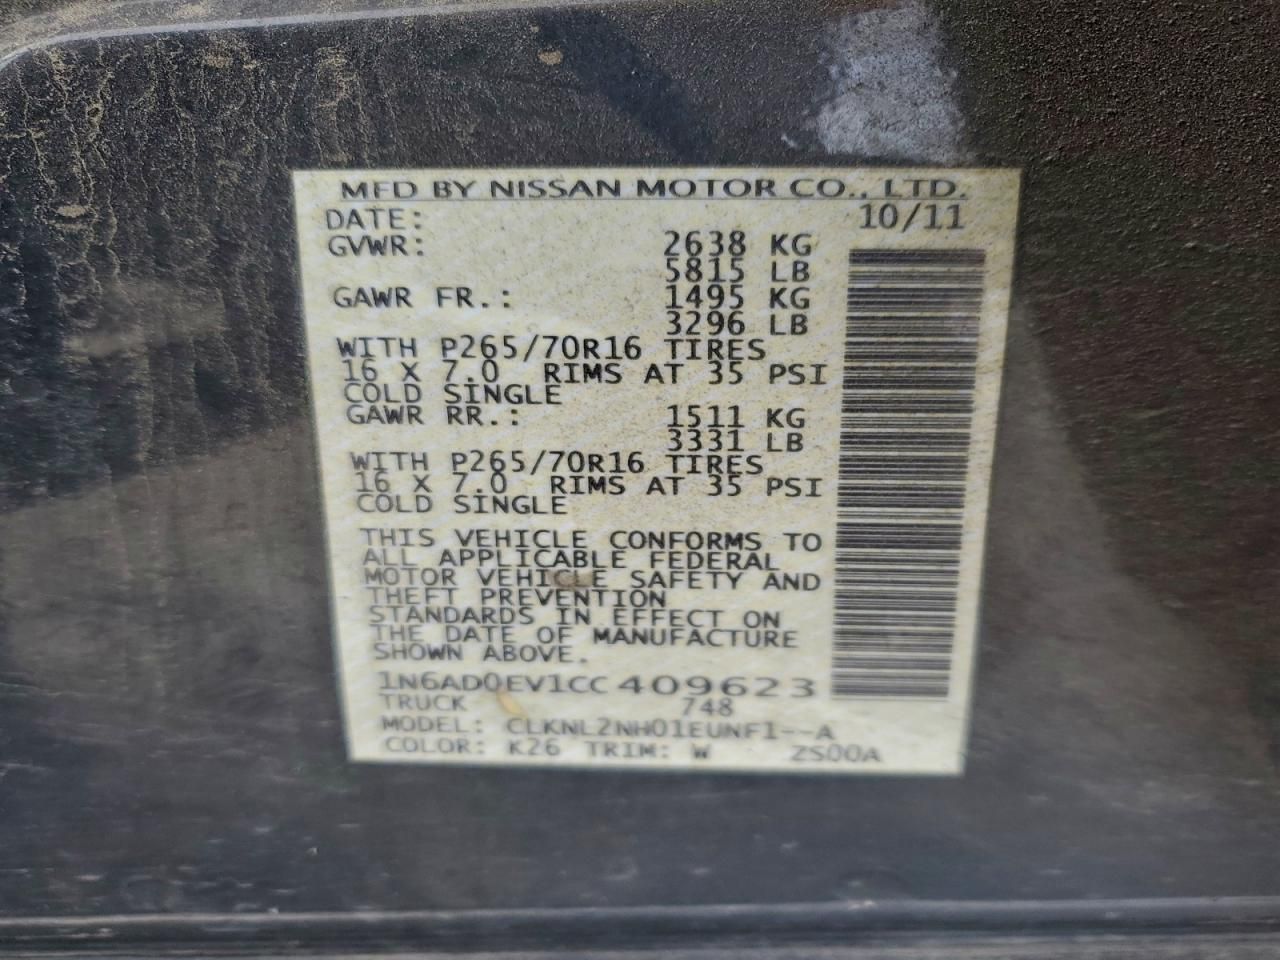 MFD BY NISSAN MOTOR CO., LTD.
DATE: 10/11
GVWR: 2638 KG
5815 LB
GAWR FR.: 1495 KG
3296 LB
WITH P265/70R16 TIRES
16 X 7.0 RIMS AT 35 PSI
COLD SINGLE
GAWR RR.: 1511 KG
3331 LB
WITH P265/70R16 TIRES
16 X 7.0 RIMS AT 35 PSI
COLD SINGLE
THIS VEHICLE CONFORMS TO
ALL APPLICABLE FEDERAL
MOTOR VEHICLE SAFETY AND
THEFT PREVENTION
STANDARDS IN EFFECT ON
THE DATE OF MANUFACTURE
SHOWN ABOVE.
1N6AD0EV1CC409623
TRUCK 748
MODEL: CLKNL2NH01EUNF1--A
COLOR: K26 TRIM: W ZS00A